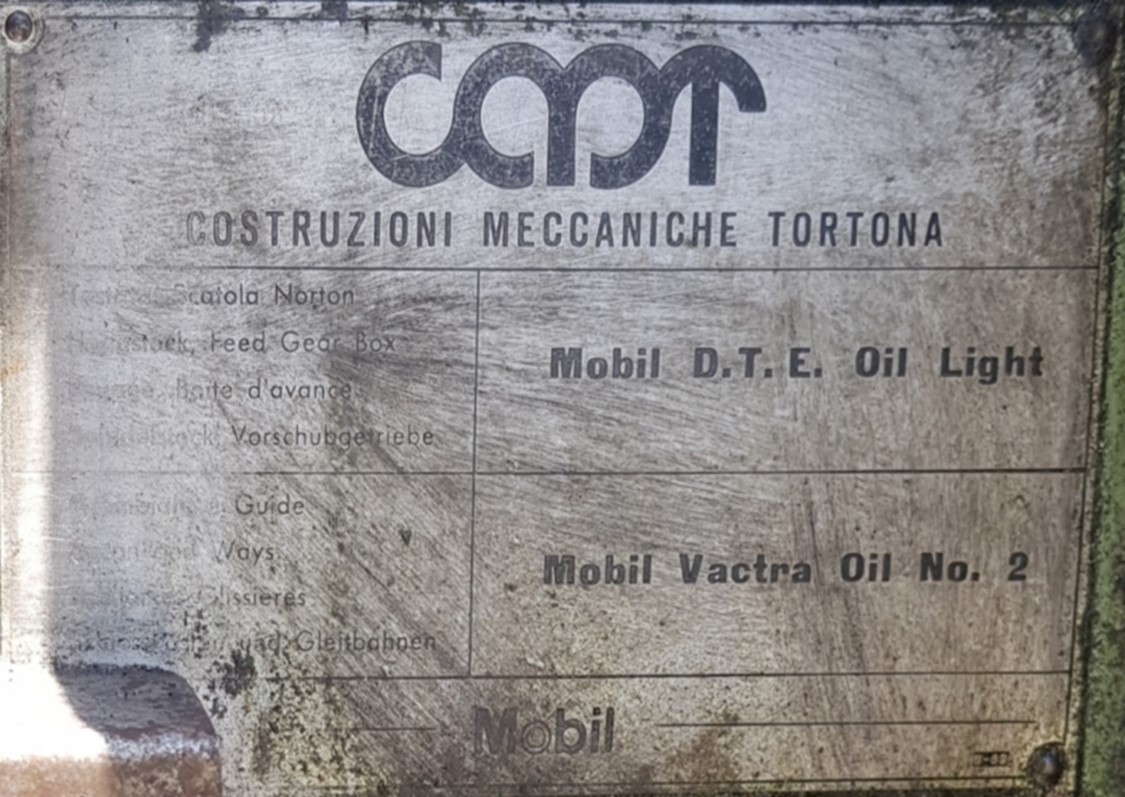 COSTRUZIONI MECCANICHE TORTONA
Scatola Norton
Feed Gear Box
Mobil D.T.E. Oil Light
Boite d'avance
Vorschubgetriebe
Guide
Ways
Mobil Vactra Oil No. 2
Glissieres
und Gleitbahnen
Mobil